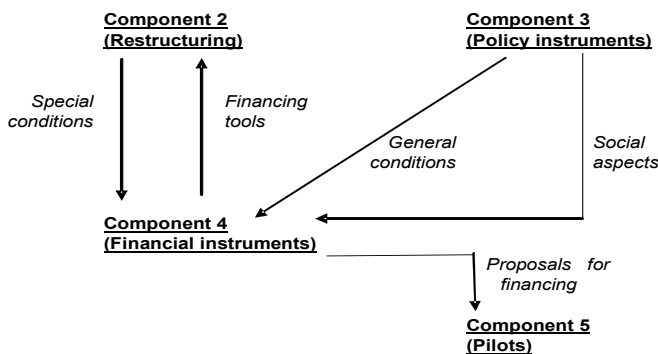 Component 2
(Restructuring)
Component 3
(Policy instruments)
Special
conditions
Financing
tools
General
conditions
Social
aspects
Component 4
(Financial instruments)
Proposals for
financing
Component 5
(Pilots)